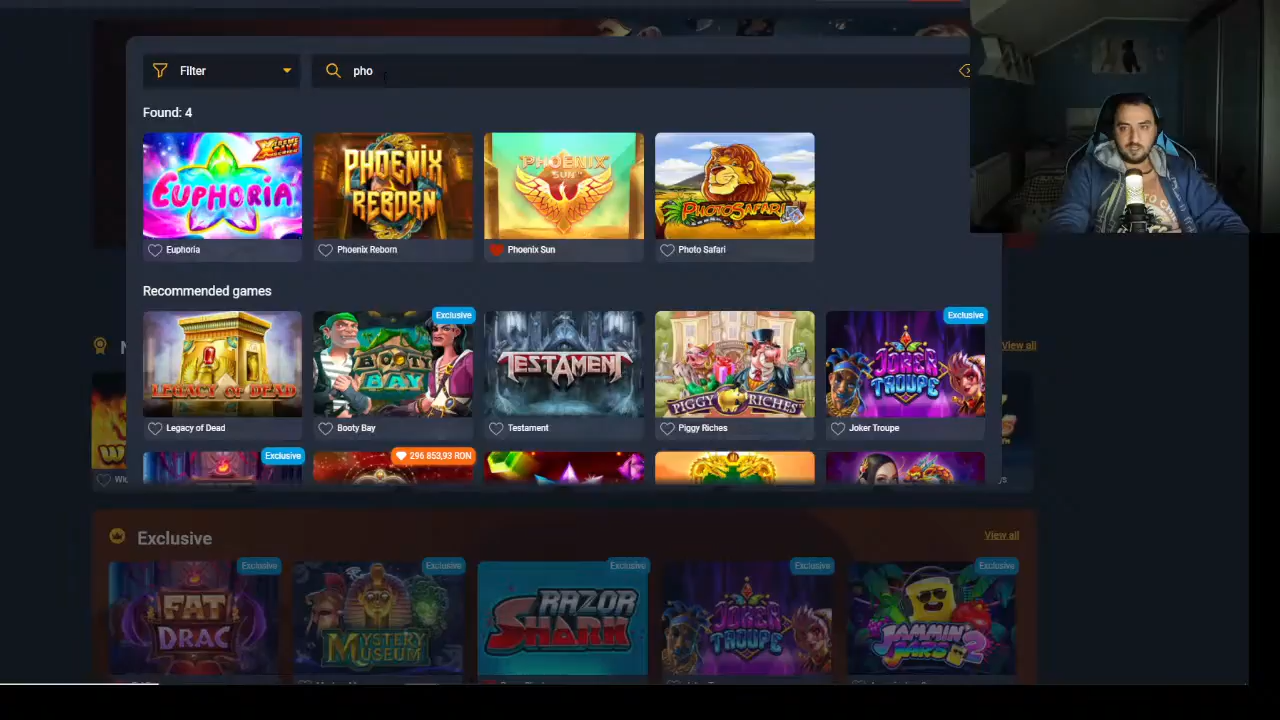 Filter
pho
Found: 4
XTREME
EUPHORIA
PHOENIX REBORN
PHOENIX SUN
PHOTO SAFARI
Euphoria
Phoenix Reborn
Phoenix Sun
Photo Safari
Recommended games
Exclusive
Exclusive
View all
LEGACY OF DEAD
BOOTY BAY
TESTAMENT
PIGGY RICHES
JOKER TROUPE
Legacy of Dead
Booty Bay
Testament
Piggy Riches
Joker Troupe
Exclusive
296 853,93 RON
Exclusive
View all
Exclusive
Exclusive
Exclusive
Exclusive
Exclusive
FAT DRAC
MYSTERY MUSEUM
RAZOR SHARK
JOKER TROUPE
JAMMIN' JARS 2